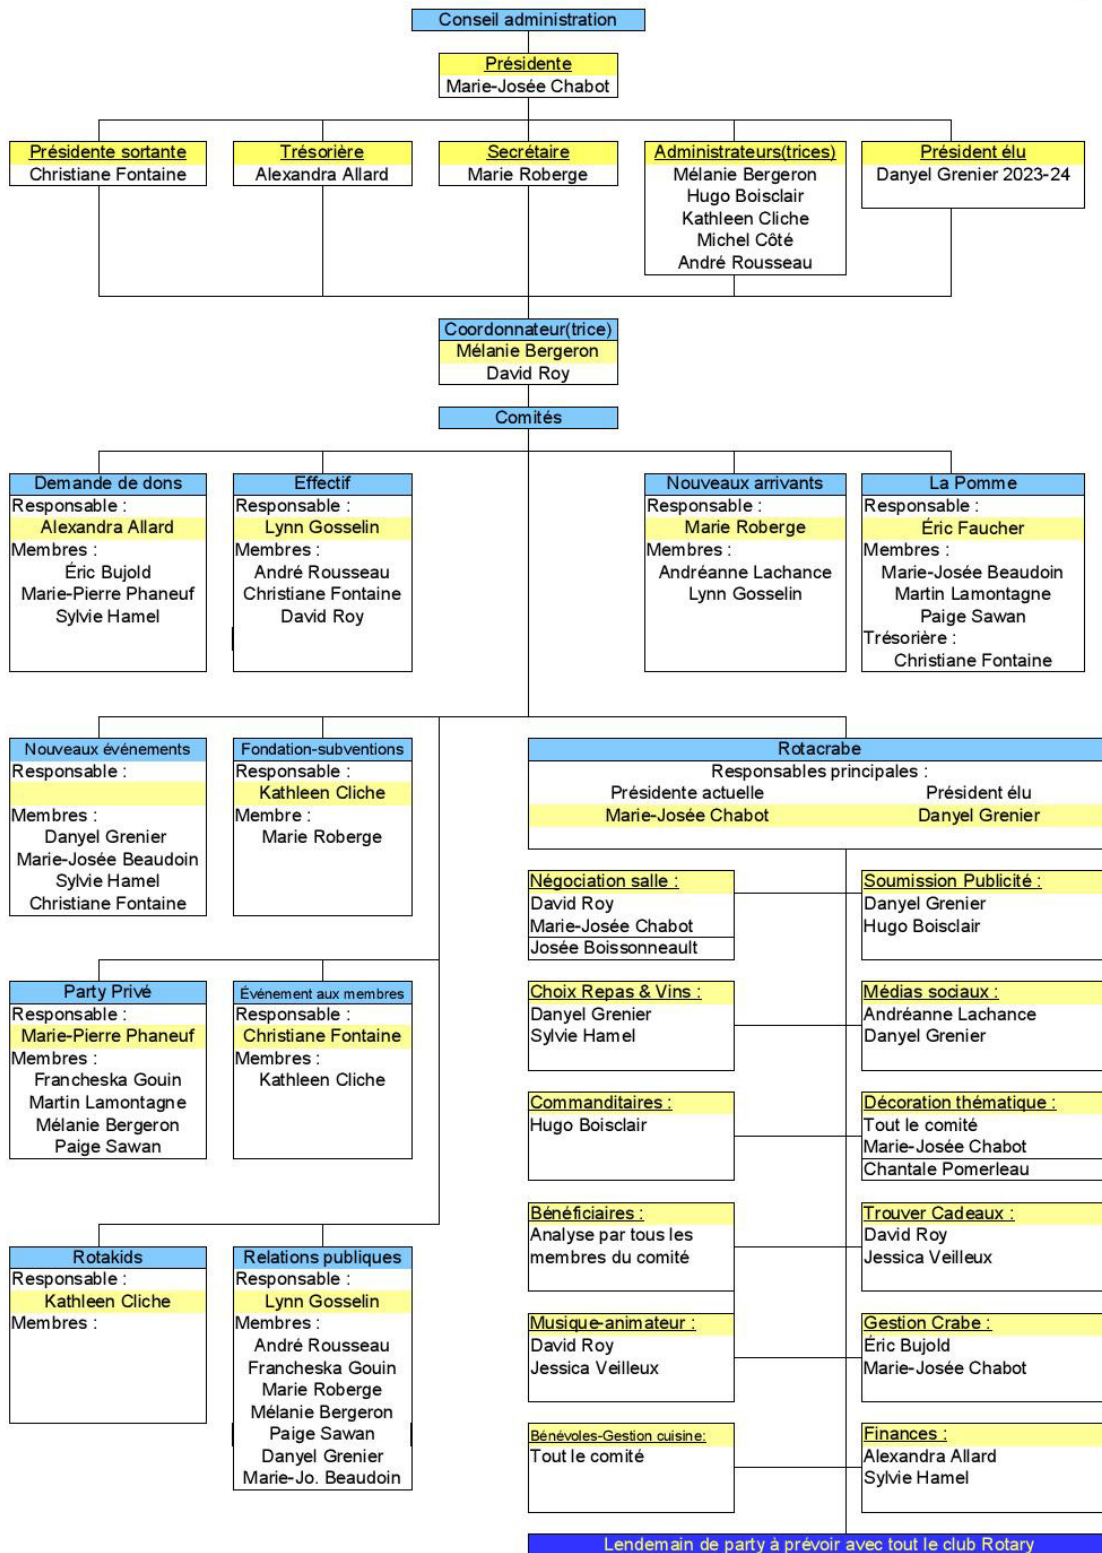 Conseil administration
Présidente
Marie-Josée Chabot
Présidente sortante
Christiane Fontaine
Trésorière
Alexandra Allard
Secrétaire
Marie Roberge
Administrateurs(trices)
Mélanie Bergeron
Hugo Boisclair
Kathleen Cliche
Michel Côté
André Rousseau
Président élu
Danyel Grenier 2023-24
Coordonnateur(trice)
Mélanie Bergeron
David Roy
Comités
Demande de dons
Responsable :
Alexandra Allard
Membres :
Éric Bujold
Marie-Pierre Phaneuf
Sylvie Hamel
Effectif
Responsable :
Lynn Gosselin
Membres :
André Rousseau
Christiane Fontaine
David Roy
Nouveaux arrivants
Responsable :
Marie Roberge
Membres :
Andréanne Lachance
Lynn Gosselin
La Pomme
Responsable :
Éric Faucher
Membres :
Marie-Josée Beaudoin
Martin Lamontagne
Paige Sawan
Trésorière :
Christiane Fontaine
Nouveaux événements
Responsable :
Membres :
Danyel Grenier
Marie-Josée Beaudoin
Sylvie Hamel
Christiane Fontaine
Fondation-subventions
Responsable :
Kathleen Cliche
Membre :
Marie Roberge
Party Privé
Responsable :
Marie-Pierre Phaneuf
Membres :
Francheska Gouin
Martin Lamontagne
Mélanie Bergeron
Paige Sawan
Événement aux membres
Responsable :
Christiane Fontaine
Membres :
Kathleen Cliche
Rotakids
Responsable :
Kathleen Cliche
Membres :
Relations publiques
Responsable :
Lynn Gosselin
Membres :
André Rousseau
Francheska Gouin
Marie Roberge
Mélanie Bergeron
Paige Sawan
Danyel Grenier
Marie-Jo. Beaudoin
Rotacrabe
Responsables principales :
Présidente actuelle
Président élu
Marie-Josée Chabot
Danyel Grenier
Négociation salle :
David Roy
Marie-Josée Chabot
Josée Boissonneault
Soumission Publicité :
Danyel Grenier
Hugo Boisclair
Choix Repas & Vins :
Danyel Grenier
Sylvie Hamel
Médias sociaux :
Andréanne Lachance
Danyel Grenier
Commanditaires :
Hugo Boisclair
Décoration thématique :
Tout le comité
Marie-Josée Chabot
Chantale Pomerleau
Bénéficiaires :
Analyse par tous les
membres du comité
Trouver Cadeaux :
David Roy
Jessica Veilleux
Musique-animateur :
David Roy
Jessica Veilleux
Gestion Crabe :
Éric Bujold
Marie-Josée Chabot
Bénévoles-Gestion cuisine:
Tout le comité
Finances :
Alexandra Allard
Sylvie Hamel
Lendemain de party à prévoir avec tout le club Rotary